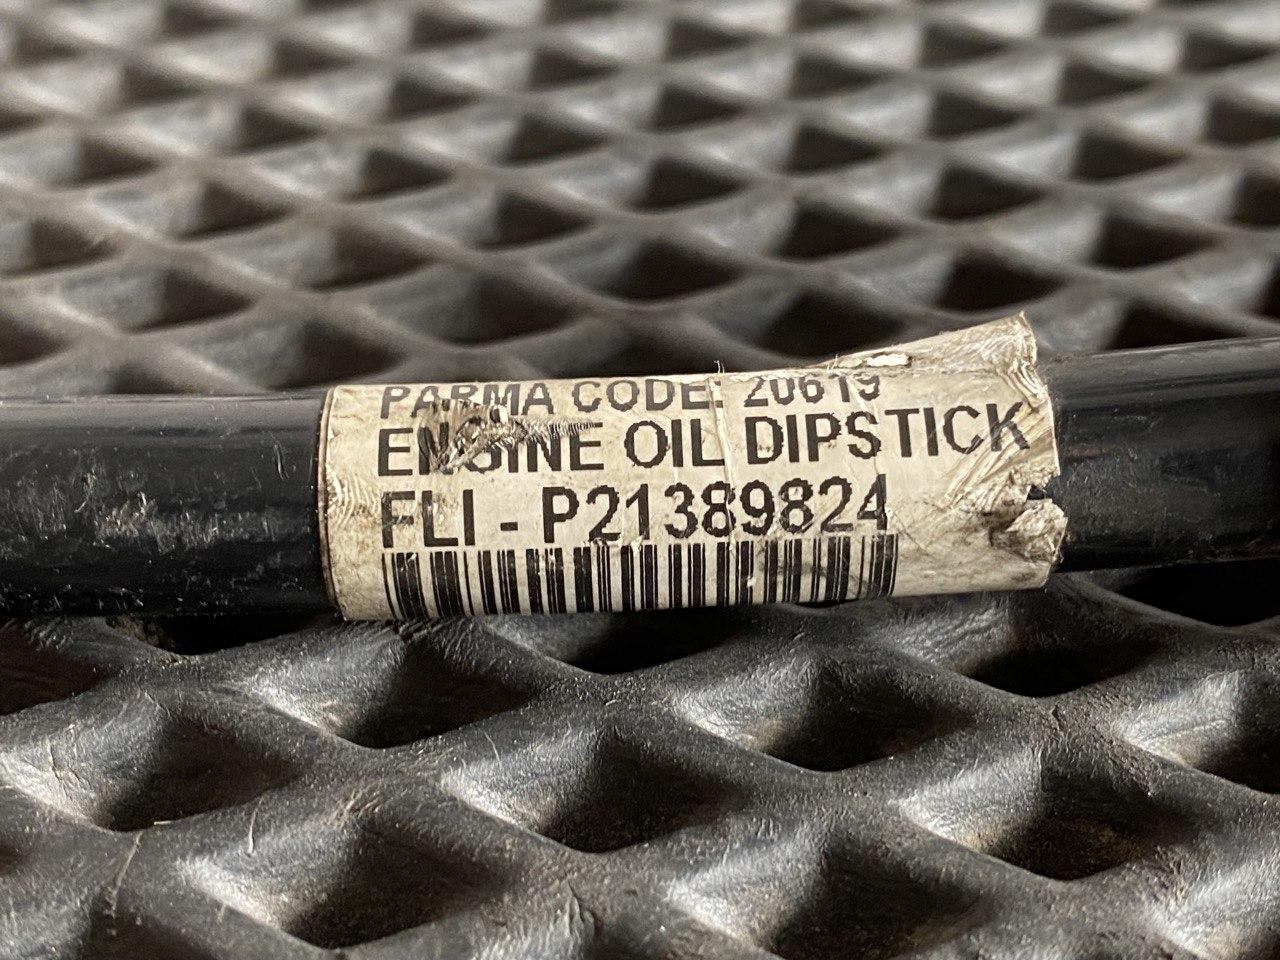 PARMA CODE: 20619
ENGINE OIL DIPSTICK
FLI - P21389824